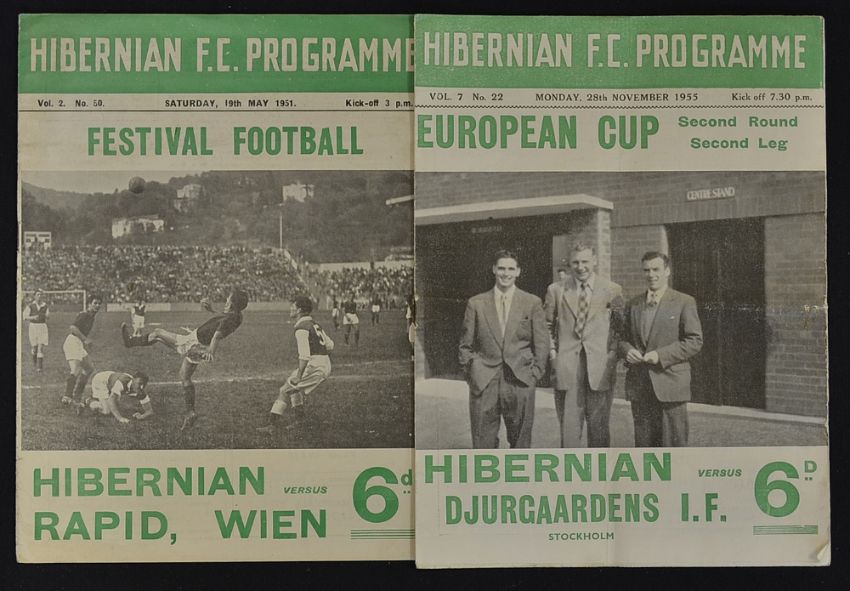 HIBERNIAN F.C. PROGRAMME
Vol. 2. No. 60. SATURDAY, 19th MAY 1951. Kick-off 3 p.m.
FESTIVAL FOOTBALL
HIBERNIAN VERSUS
RAPID, WIEN
6d
HIBERNIAN F.C. PROGRAMME
VOL. 7 No. 22 MONDAY, 28th NOVEMBER 1955 Kick off 7.30 p.m.
EUROPEAN CUP Second Round
Second Leg
CENTRE STAND
HIBERNIAN VERSUS
DJURGAARDENS I.F.
STOCKHOLM
6D